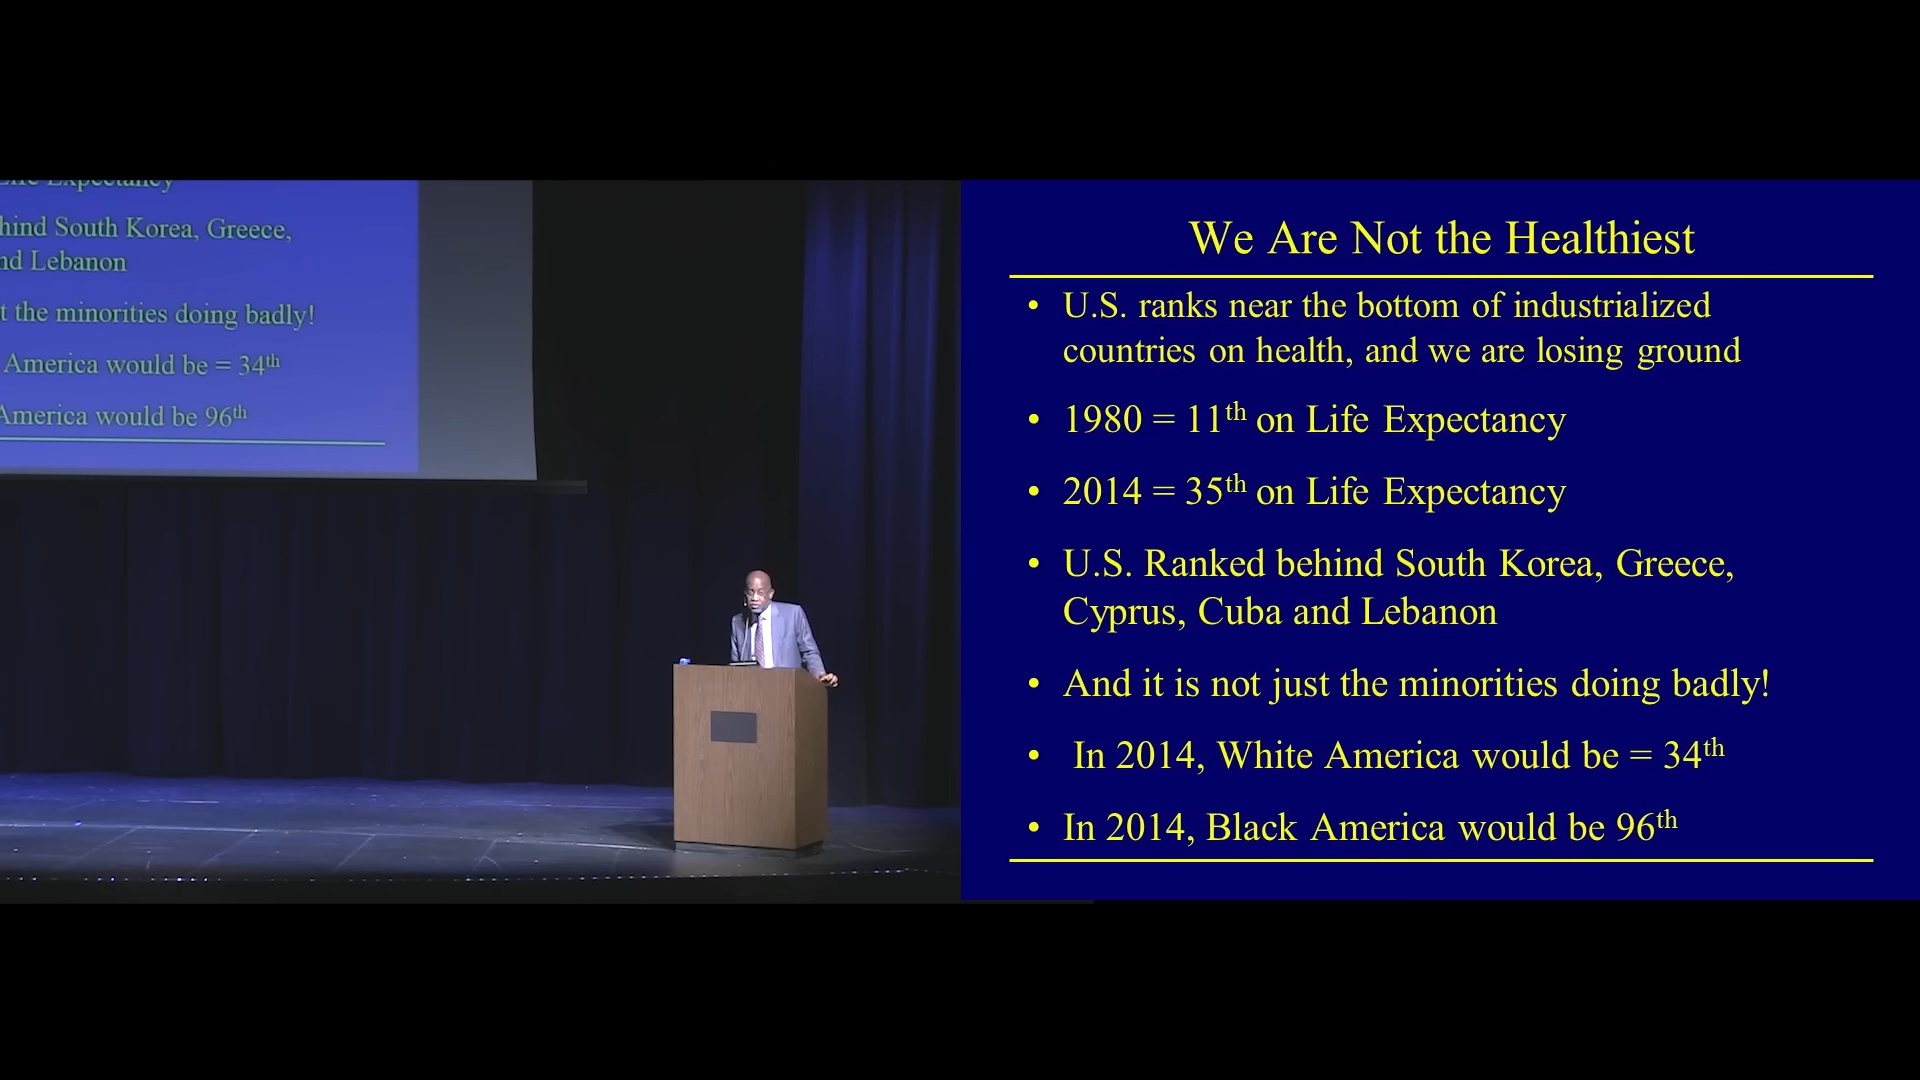 Life Expectancy
hind South Korea, Greece,
nd Lebanon
t the minorities doing badly!
America would be = 34th
America would be 96th
We Are Not the Healthiest
• U.S. ranks near the bottom of industrialized
countries on health, and we are losing ground
• 1980 = 11th on Life Expectancy
• 2014 = 35th on Life Expectancy
• U.S. Ranked behind South Korea, Greece,
Cyprus, Cuba and Lebanon
• And it is not just the minorities doing badly!
• In 2014, White America would be = 34th
• In 2014, Black America would be 96th